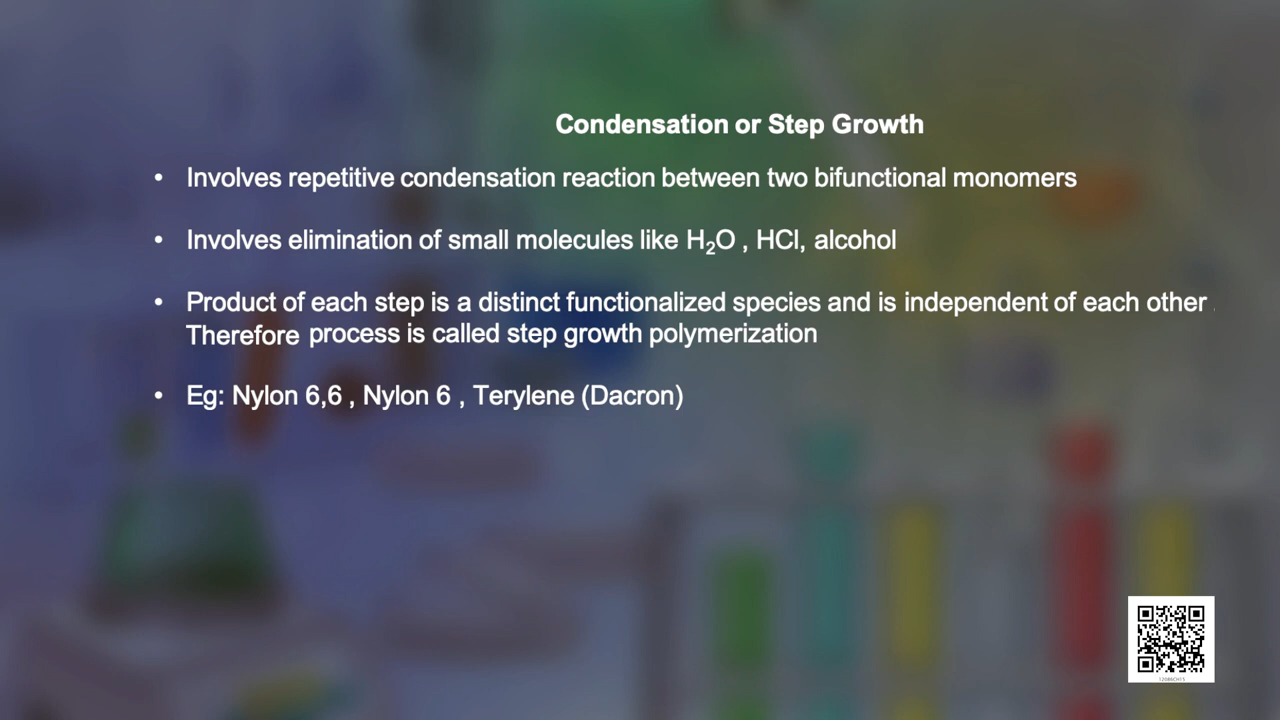 Condensation or Step Growth
• Involves repetitive condensation reaction between two bifunctional monomers
• Involves elimination of small molecules like H₂O , HCl, alcohol
• Product of each step is a distinct functionalized species and is independent of each other .
Therefore process is called step growth polymerization
• Eg: Nylon 6,6 , Nylon 6 , Terylene (Dacron)